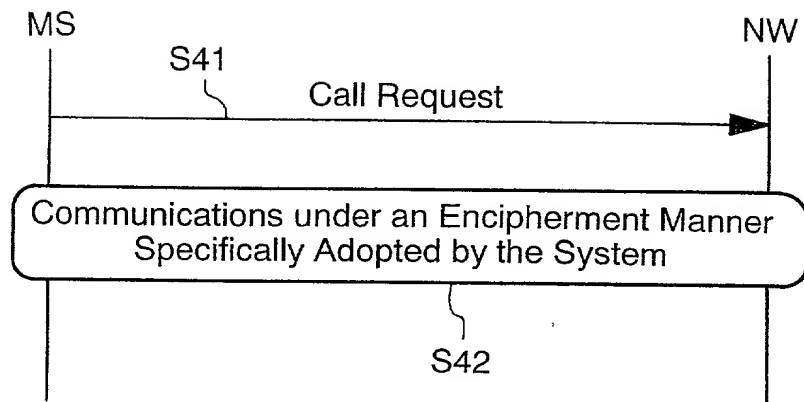 MS
NW
S41
Call Request
Communications under an Encipherment Manner
Specifically Adopted by the System
S42